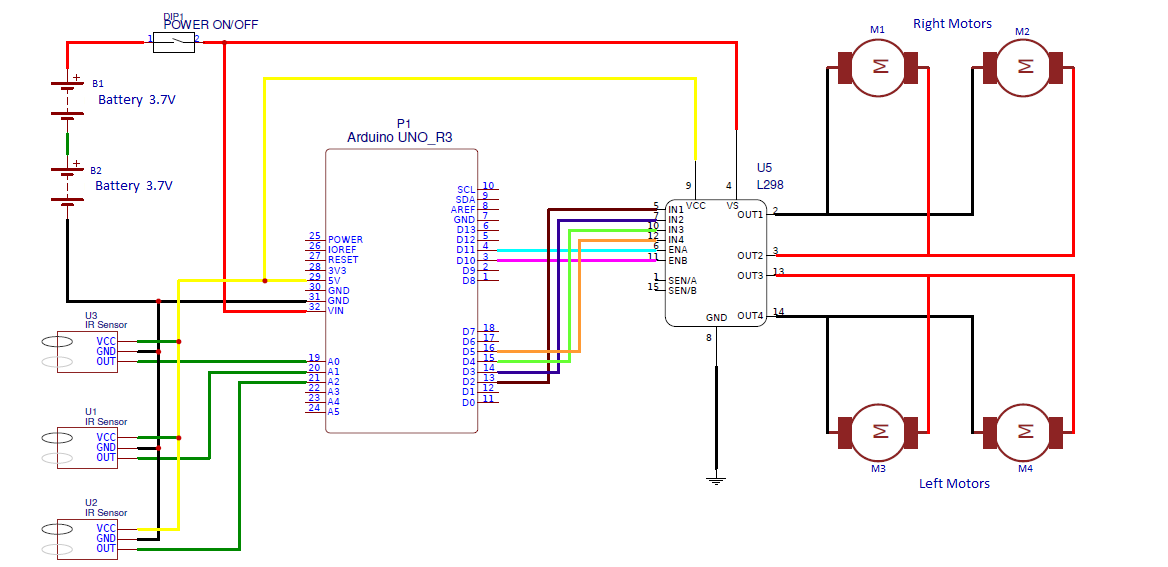 DIP1
POWER ON/OFF
1
2
+
B1
Battery 3.7V
+
B2
Battery 3.7V
P1
Arduino UNO_R3
SCL 10
SDA 9
AREF 8
GND 7
D13 6
D12 5
D11 4
D10 3
D9 2
D8 1
25 POWER
26 IOREF
27 RESET
28 3V3
29 5V
30 GND
31 GND
32 VIN
D7 18
D6 17
D5 16
D4 15
D3 14
D2 13
D1 12
D0 11
19 A0
20 A1
21 A2
22 A3
23 A4
24 A5
U3
IR Sensor
VCC
GND
OUT
U1
IR Sensor
VCC
GND
OUT
U2
IR Sensor
VCC
GND
OUT
U5
L298
9 4
VCC VS
5 IN1
7 IN2
10 IN3
12 IN4
6 ENA
11 ENB
1 SEN/A
15 SEN/B
OUT1 2
OUT2 3
OUT3 13
OUT4 14
GND
8
Right Motors
M1
M
M2
M
M
M3
M
M4
Left Motors